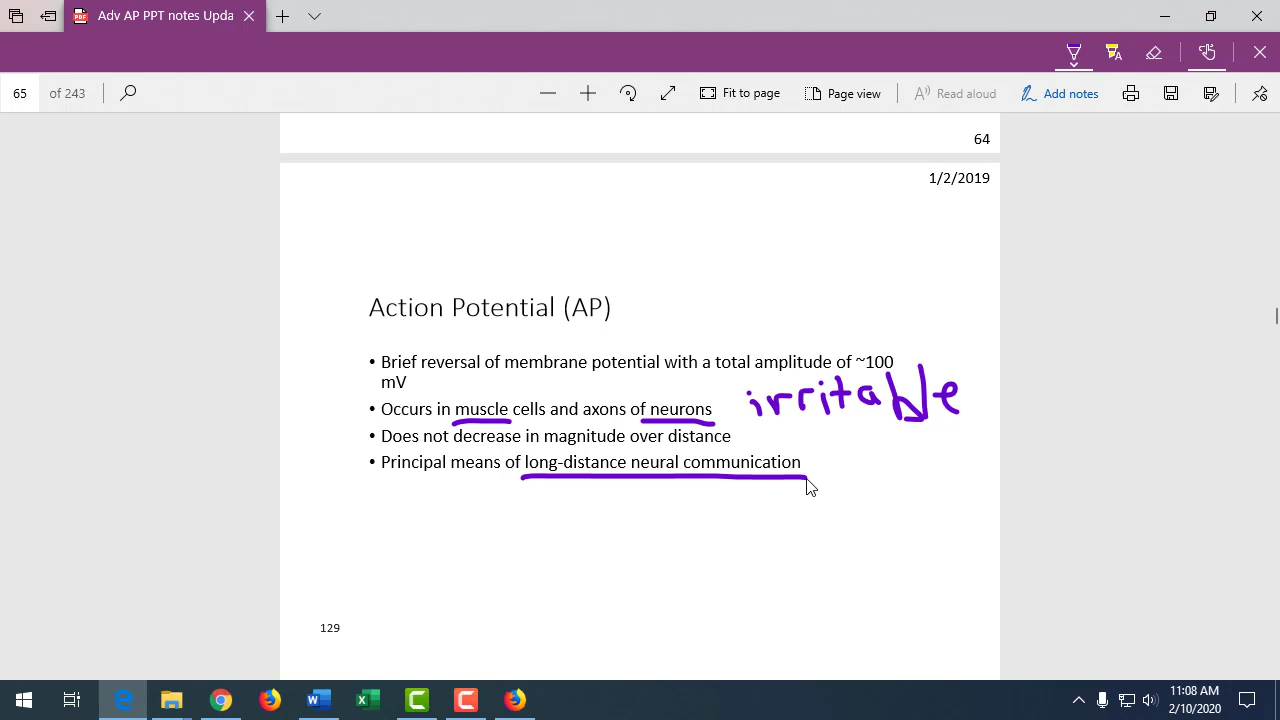 Adv AP PPT notes Upda
65 of 243
Fit to page
Page view
Read aloud
Add notes
64
1/2/2019
Action Potential (AP)
• Brief reversal of membrane potential with a total amplitude of ~100
mV
• Occurs in muscle cells and axons of neurons
irritable
• Does not decrease in magnitude over distance
• Principal means of long-distance neural communication
129
11:08 AM
2/10/2020